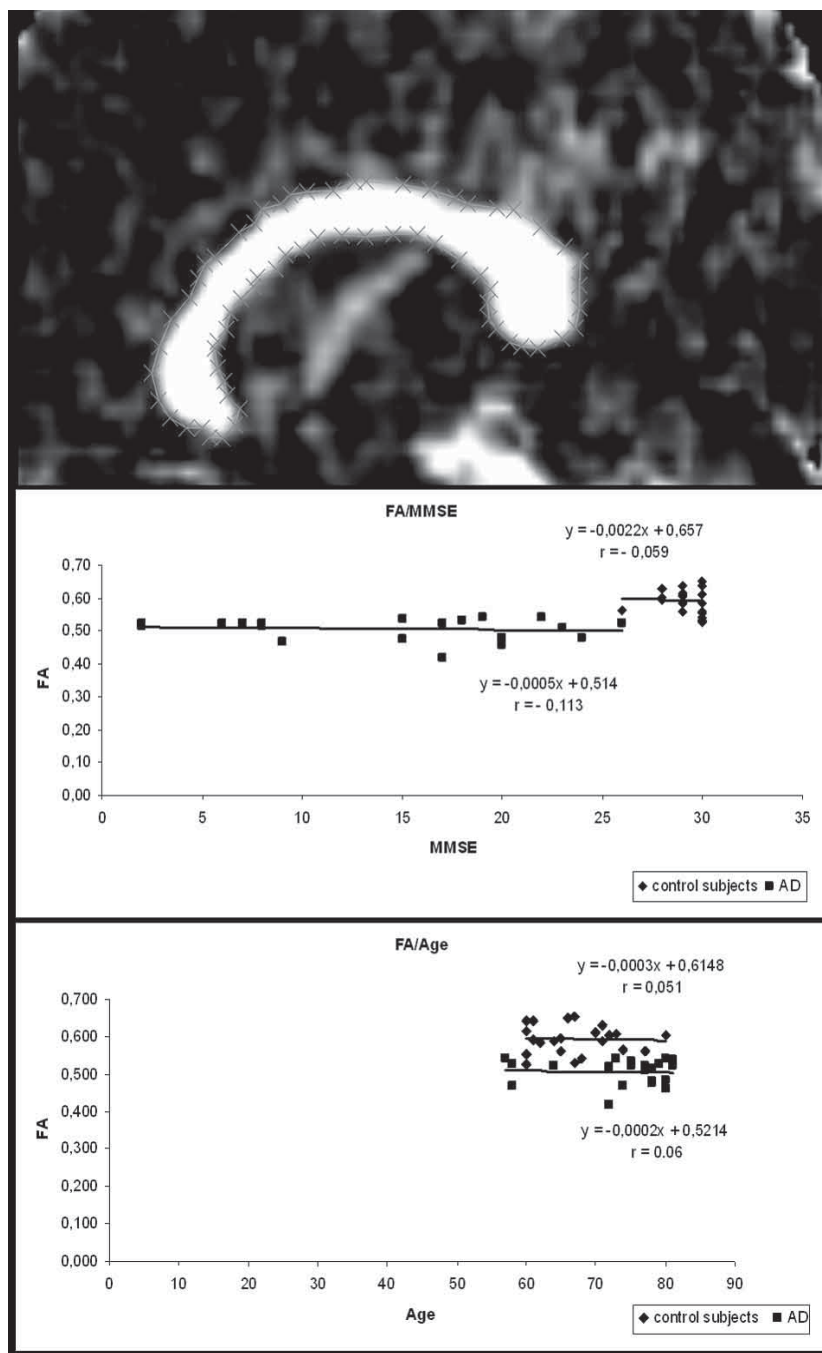 FA/MMSE
y = -0,0022x + 0,657
r = - 0,059
0,70
0,60
0,50
0,40
0,30
0,20
0,10
0,00
FA
y = -0,0005x + 0,514
r = - 0,113
0 5 10 15 20 25 30 35
MMSE
control subjects AD
FA/Age
y = -0,0003x + 0,6148
r = 0,051
0,700
0,600
0,500
0,400
0,300
0,200
0,100
0,000
FA
y = -0,0002x + 0,5214
r = 0.06
0 10 20 30 40 50 60 70 80 90
Age
control subjects AD